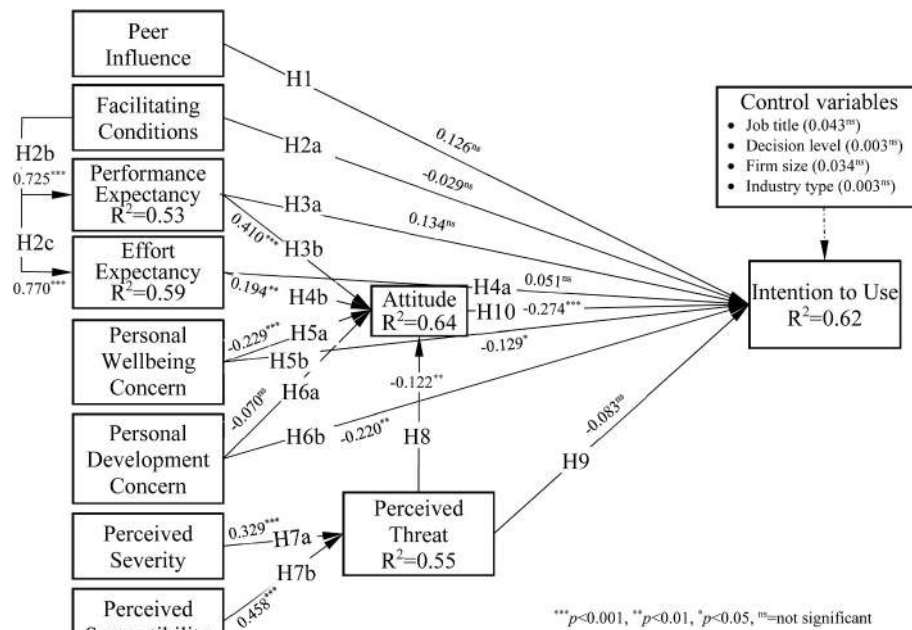 Peer
Influence
H1
0.126ns
Facilitating
Conditions
H2a
-0.029ns
Control variables
• Job title (0.043ns)
• Decision level (0.003ns)
• Firm size (0.034ns)
• Industry type (0.003ns)
H2b
0.725***
Performance
Expectancy
R²=0.53
H3a
0.134ns
0.410***
H3b
H2c
0.770***
Effort
Expectancy
R²=0.59
0.194**
H4b
H4a
0.051ns
Attitude
R²=0.64
H10
-0.274***
Intention to Use
R²=0.62
Personal
Wellbeing
Concern
-0.229***
H5a
H5b
-0.129*
Personal
Development
Concern
-0.070ns
H6a
H6b
-0.220**
-0.122**
H8
-0.083ns
H9
Perceived
Severity
0.329***
H7a
Perceived
Threat
R²=0.55
H7b
0.458***
Perceived
***p<0.001, **p<0.01, *p<0.05, ns=not significant